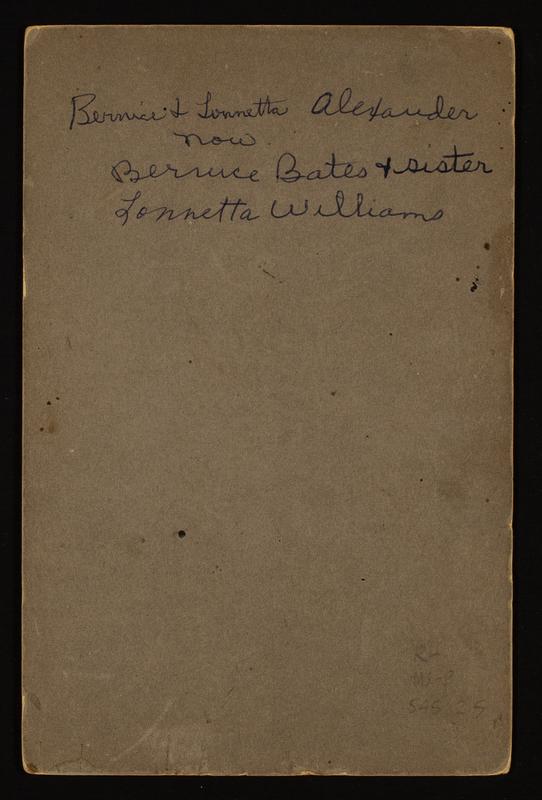 Bernice & Lonnetta Alexander
now
Bernice Bates & sister
Lonnetta Williams